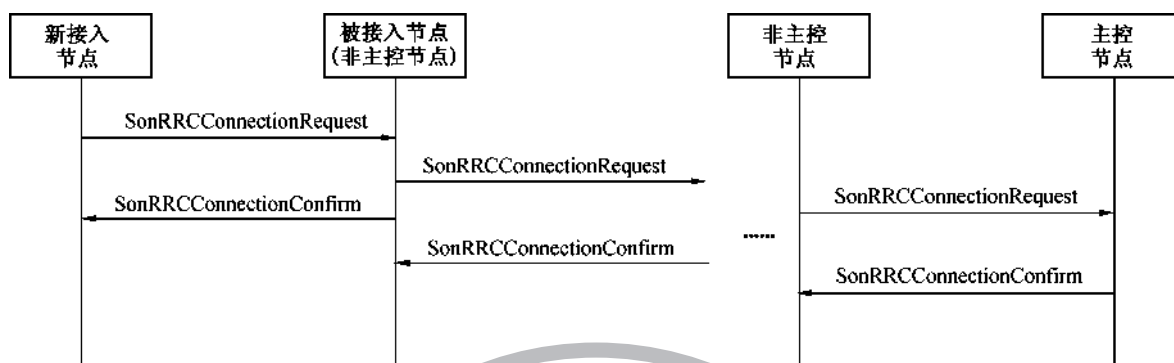 新接入
节点
被接入节点
(非主控节点)
非主控
节点
主控
节点
SonRRCConnectionRequest
SonRRCConnectionRequest
SonRRCConnectionConfirm
SonRRCConnectionRequest
......
SonRRCConnectionConfirm
SonRRCConnectionConfirm